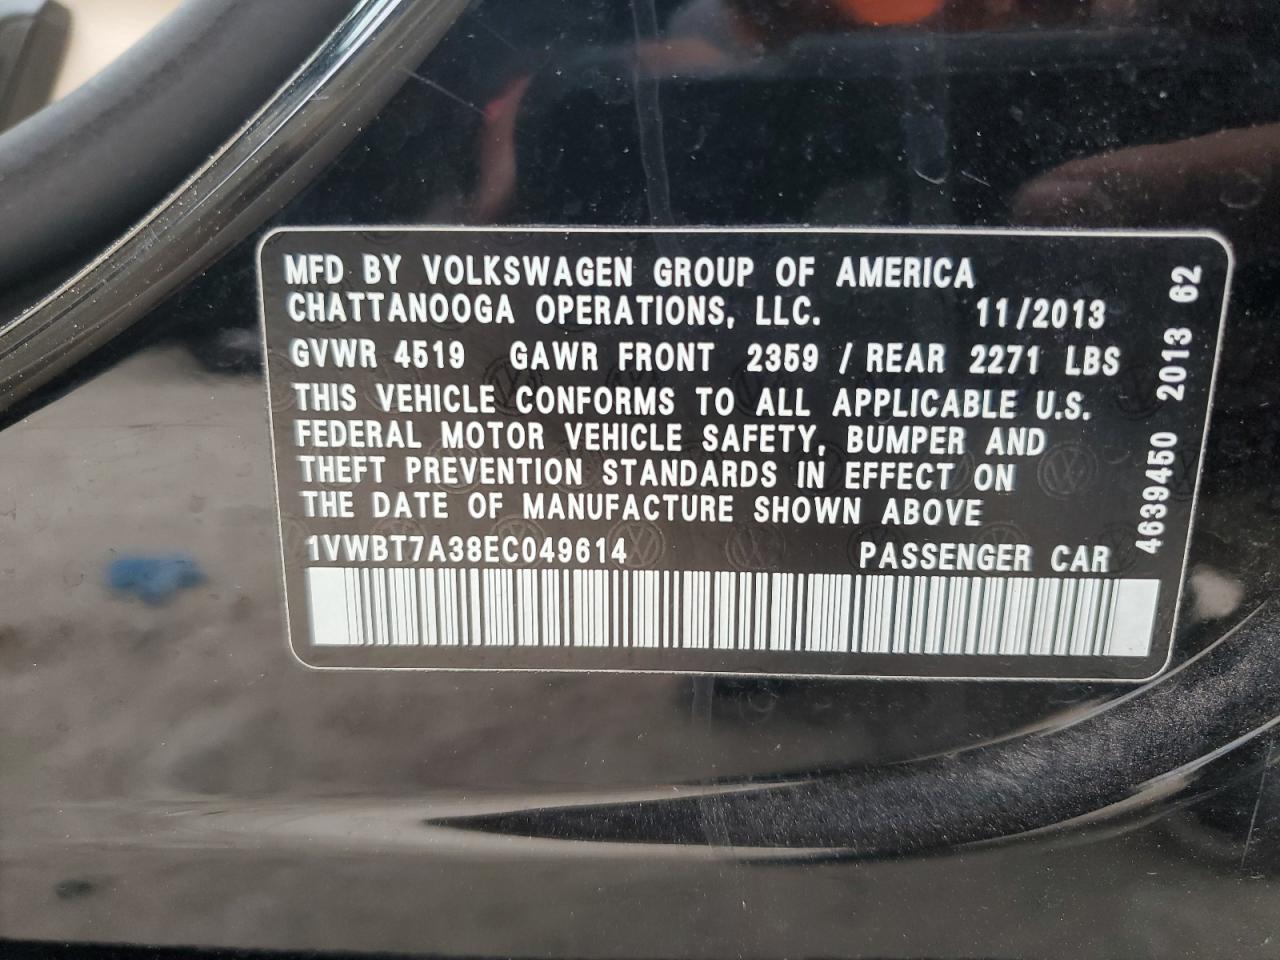 MFD BY VOLKSWAGEN GROUP OF AMERICA
CHATTANOOGA OPERATIONS, LLC. 11/2013
GVWR 4519 GAWR FRONT 2359 / REAR 2271 LBS
THIS VEHICLE CONFORMS TO ALL APPLICABLE U.S.
FEDERAL MOTOR VEHICLE SAFETY, BUMPER AND
THEFT PREVENTION STANDARDS IN EFFECT ON
THE DATE OF MANUFACTURE SHOWN ABOVE
1VWBT7A38EC049614 PASSENGER CAR
4639450 2013 62